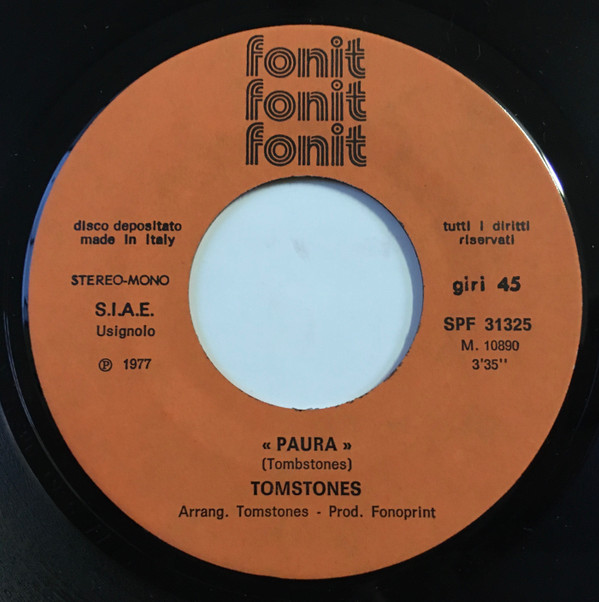 fonit
fonit
fonit
disco depositato
made in Italy
tutti i diritti
riservati
STEREO-MONO
giri 45
S.I.A.E.
Usignolo
SPF 31325
M. 10890
℗ 1977
3'35"
« PAURA »
(Tombstones)
TOMSTONES
Arrang. Tomstones - Prod. Fonoprint